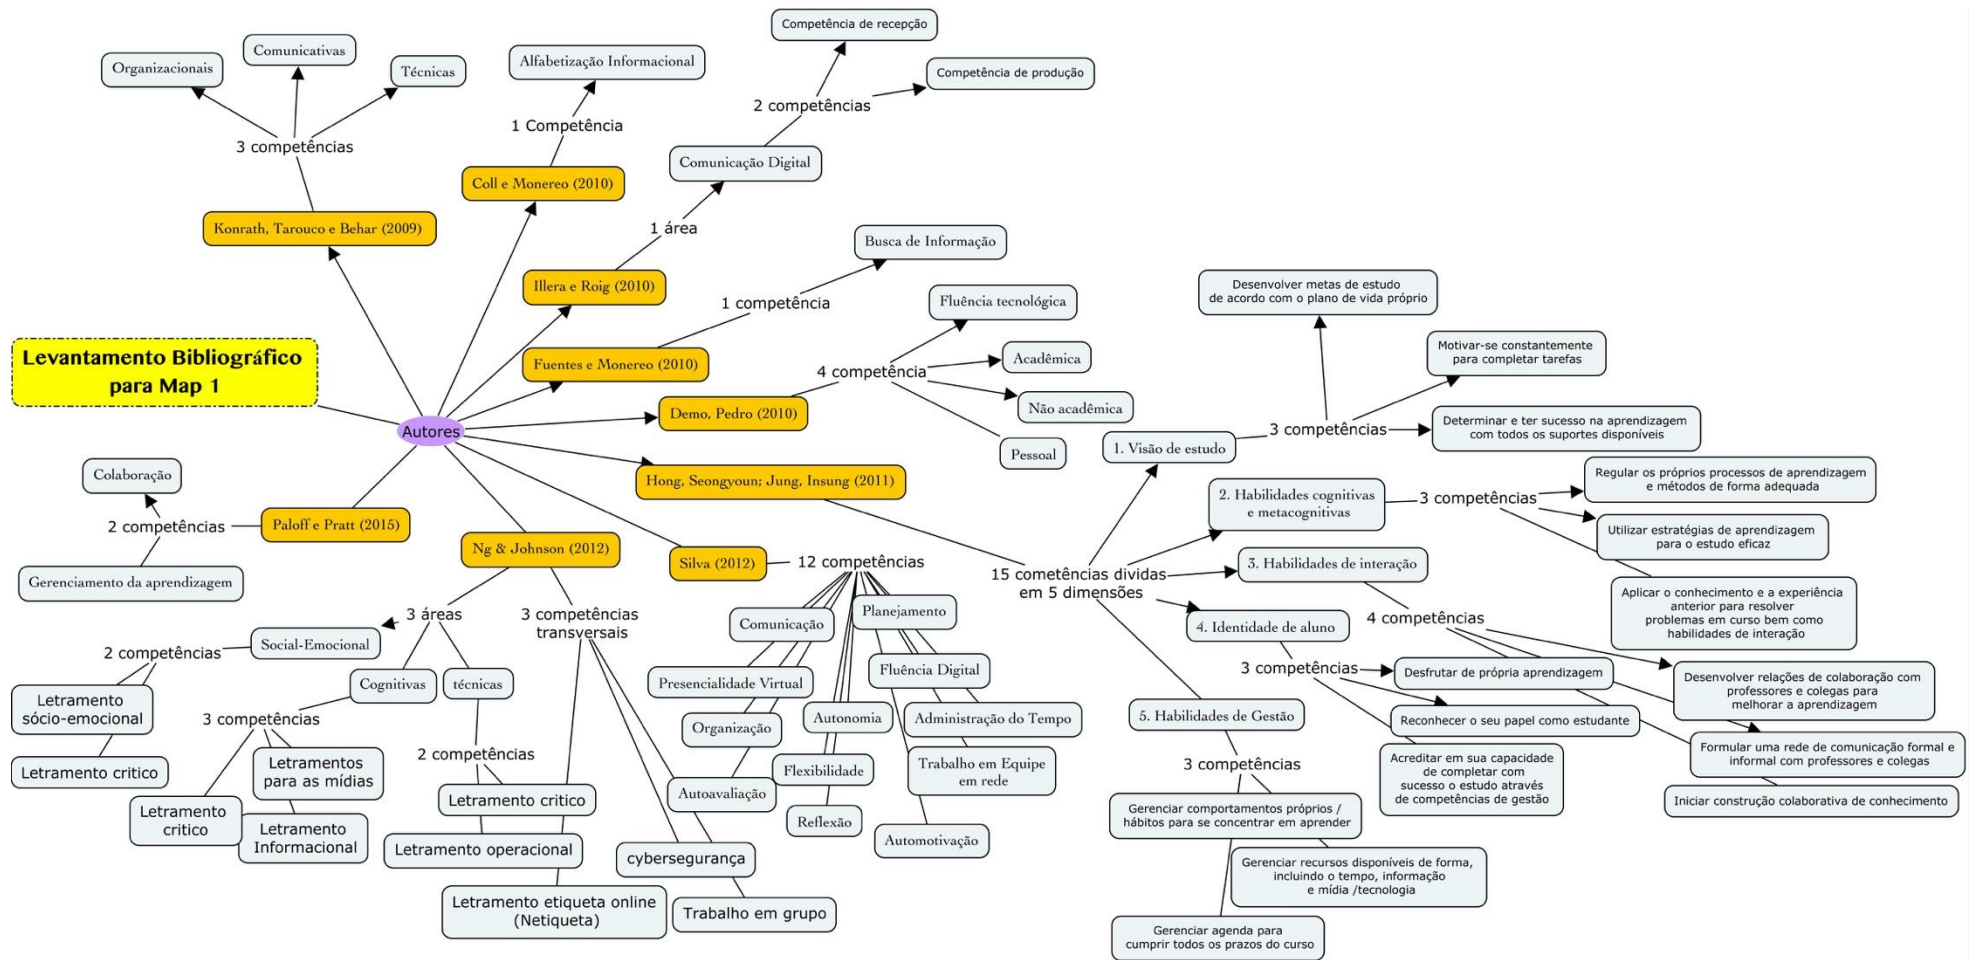 Levantamento Bibliográfico
para Map 1
Autores
Konrath, Tarouco e Behar (2009)
3 competências
Organizacionais
Comunicativas
Técnicas
Coll e Monereo (2010)
1 Competência
Alfabetização Informacional
Illera e Roig (2010)
1 área
Comunicação Digital
2 competências
Competência de recepção
Competência de produção
Fuentes e Monereo (2010)
1 competência
Busca de Informação
Demo, Pedro (2010)
4 competência
Fluência tecnológica
Acadêmica
Não acadêmica
Pessoal
Hong, Seongyoun; Jung, Insung (2011)
15 cometências dividas
em 5 dimensões
1. Visão de estudo
3 competências
Desenvolver metas de estudo
de acordo com o plano de vida próprio
Motivar-se constantemente
para completar tarefas
Determinar e ter sucesso na aprendizagem
com todos os suportes disponíveis
2. Habilidades cognitivas
e metacognitivas
3 competências
Regular os próprios processos de aprendizagem
e métodos de forma adequada
Utilizar estratégias de aprendizagem
para o estudo eficaz
Aplicar o conhecimento e a experiência
anterior para resolver
problemas em curso bem como
habilidades de interação
3. Habilidades de interação
4 competências
Desenvolver relações de colaboração com
professores e colegas para
melhorar a aprendizagem
Formular uma rede de comunicação formal e
informal com professores e colegas
Iniciar construção colaborativa de conhecimento
4. Identidade de aluno
3 competências
Desfrutar de própria aprendizagem
Reconhecer o seu papel como estudante
Acreditar em sua capacidade
de completar com
sucesso o estudo através
de competências de gestão
5. Habilidades de Gestão
3 competências
Gerenciar comportamentos próprios /
hábitos para se concentrar em aprender
Gerenciar recursos disponíveis de forma,
incluindo o tempo, informação
e mídia /tecnologia
Gerenciar agenda para
cumprir todos os prazos do curso
Silva (2012)
12 competências
Comunicação
Planejamento
Presencialidade Virtual
Fluência Digital
Organização
Autonomia
Administração do Tempo
Autoavaliação
Flexibilidade
Trabalho em Equipe
em rede
Reflexão
Automotivação
Ng & Johnson (2012)
3 áreas
Social-Emocional
2 competências
Letramento
sócio-emocional
Letramento critico
Cognitivas
3 competências
Letramento
critico
Letramentos
para as mídias
Letramento
Informacional
técnicas
2 competências
Letramento critico
Letramento operacional
3 competências
transversais
Letramento etiqueta online
(Netiqueta)
cybersegurança
Trabalho em grupo
Paloff e Pratt (2015)
2 competências
Colaboração
Gerenciamento da aprendizagem